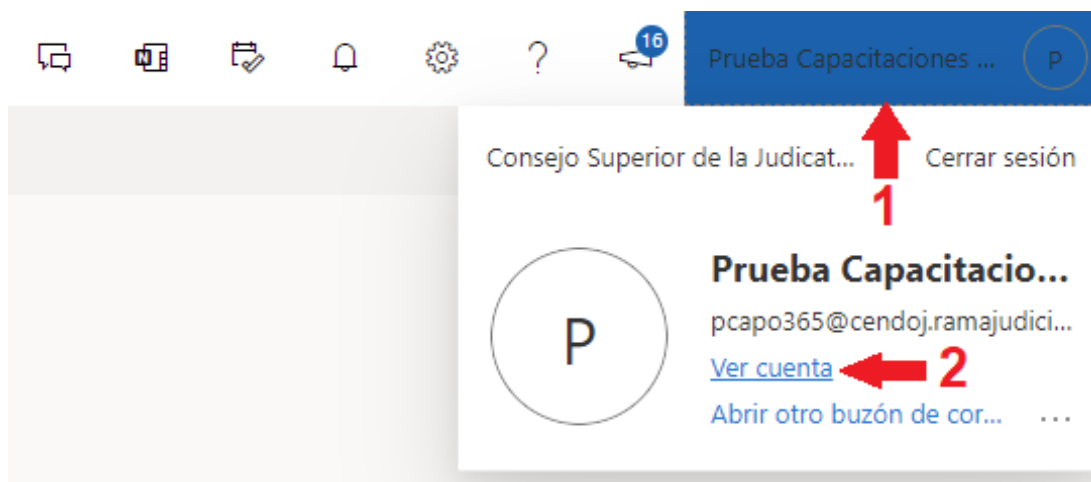 N
?
16
Prueba Capacitaciones ...
P
Consejo Superior de la Judicat...
Cerrar sesión
1
P
Prueba Capacitacio...
pcapo365@cendoj.ramajudici...
Ver cuenta
2
Abrir otro buzón de cor...
...